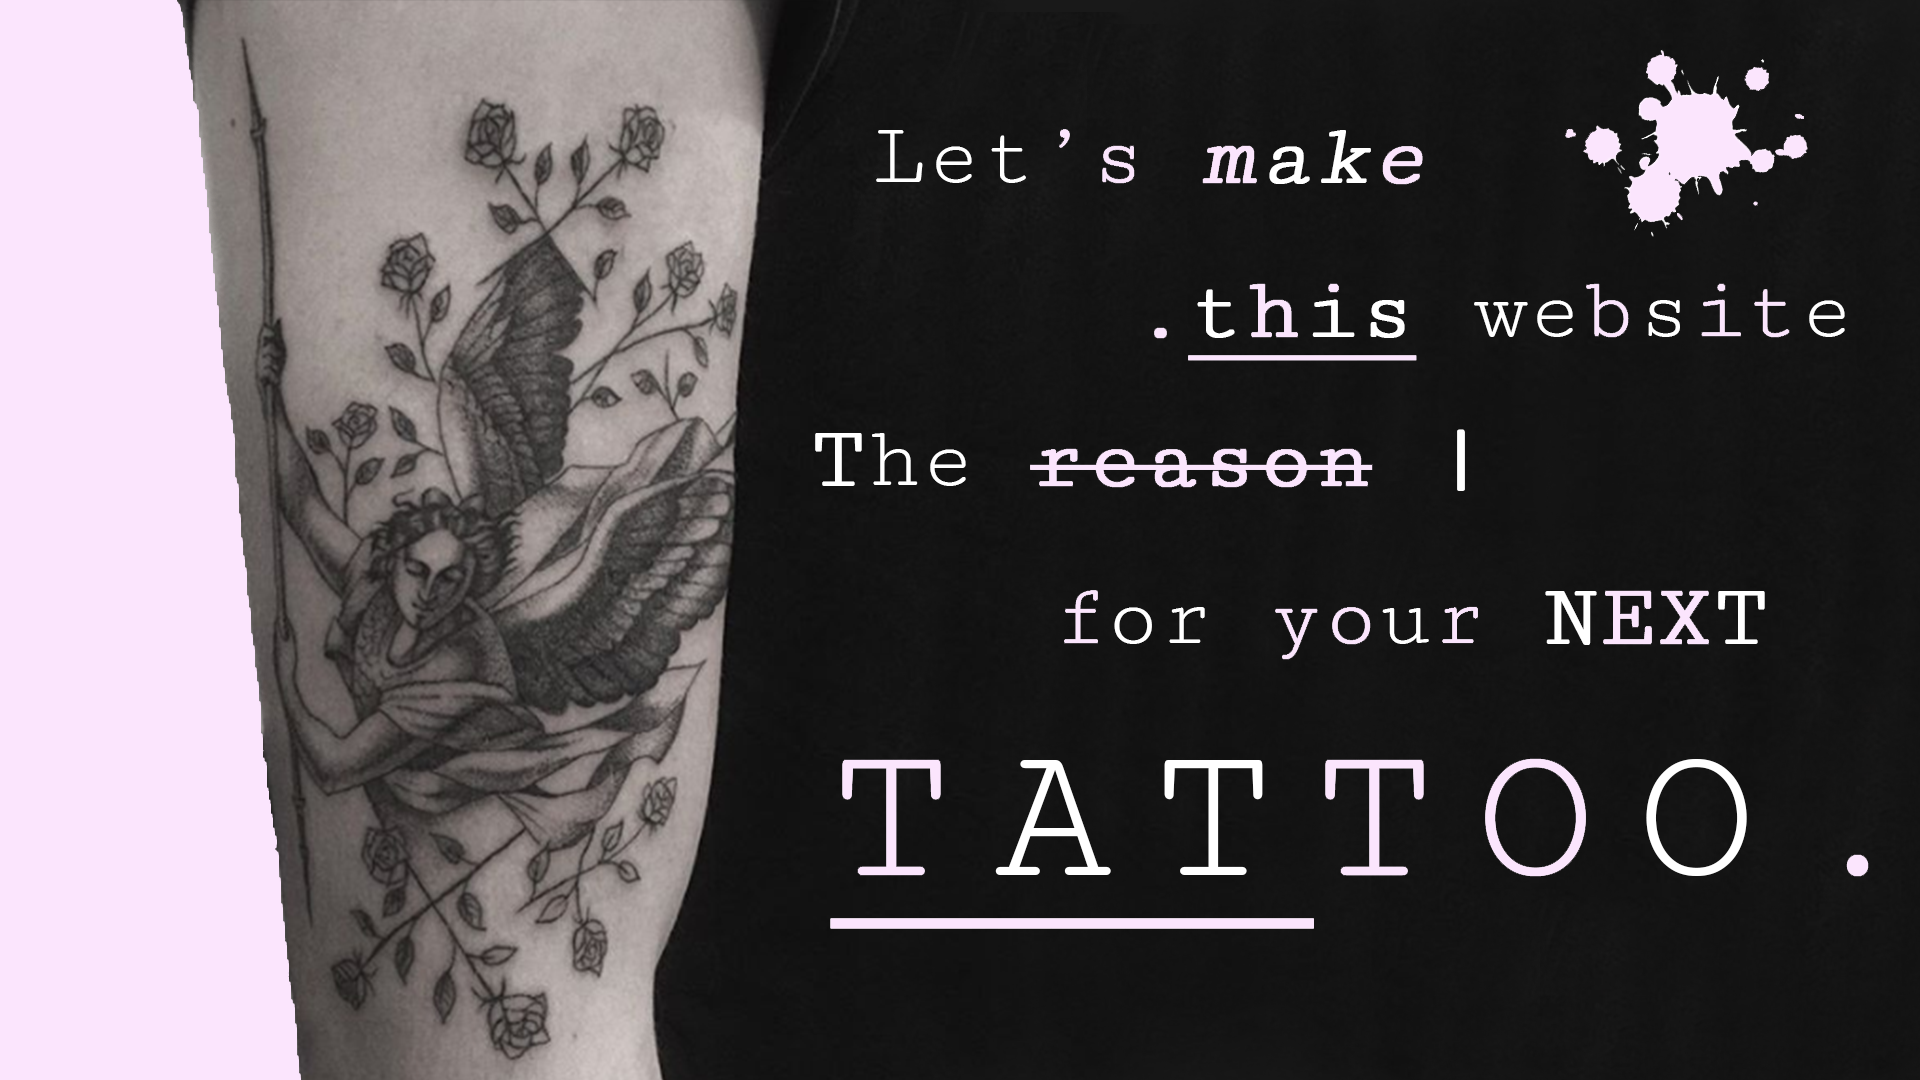 Let’s make
.this website
The reason |
for your NEXT
TATTOO.